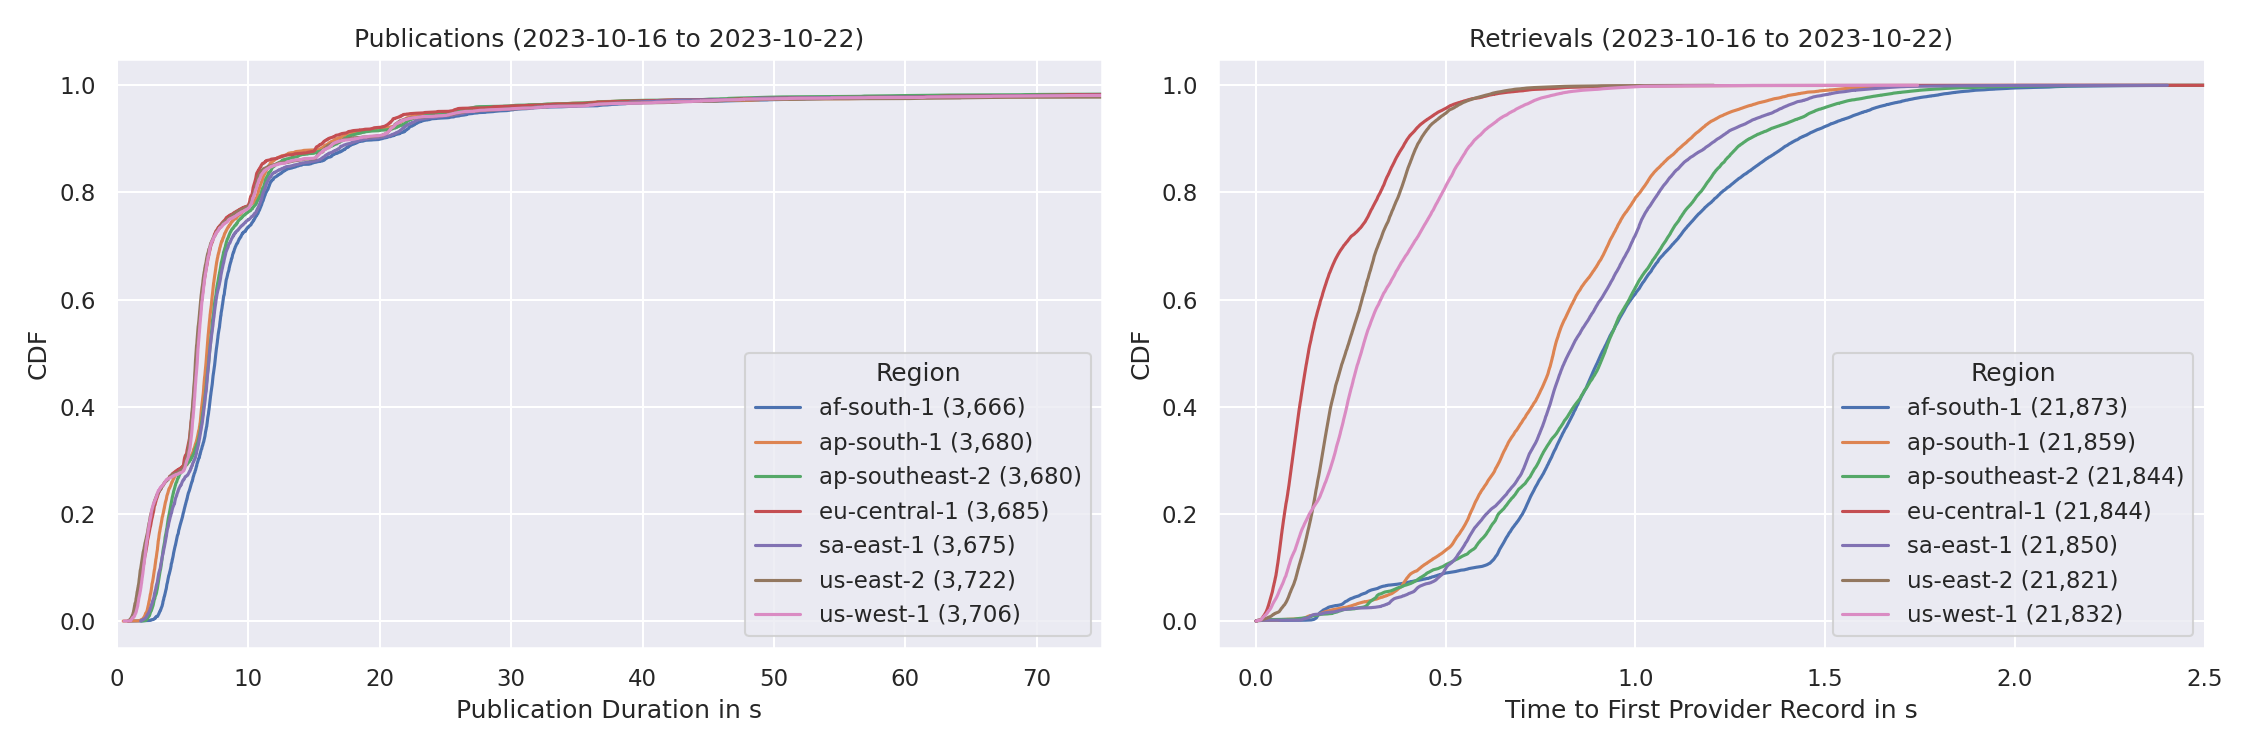 Publications (2023-10-16 to 2023-10-22)
CDF
1.0
0.8
0.6
0.4
0.2
0.0
0 10 20 30 40 50 60 70
Publication Duration in s
Region
af-south-1 (3,666)
ap-south-1 (3,680)
ap-southeast-2 (3,680)
eu-central-1 (3,685)
sa-east-1 (3,675)
us-east-2 (3,722)
us-west-1 (3,706)
Retrievals (2023-10-16 to 2023-10-22)
CDF
1.0
0.8
0.6
0.4
0.2
0.0
0.0 0.5 1.0 1.5 2.0 2.5
Time to First Provider Record in s
Region
af-south-1 (21,873)
ap-south-1 (21,859)
ap-southeast-2 (21,844)
eu-central-1 (21,844)
sa-east-1 (21,850)
us-east-2 (21,821)
us-west-1 (21,832)